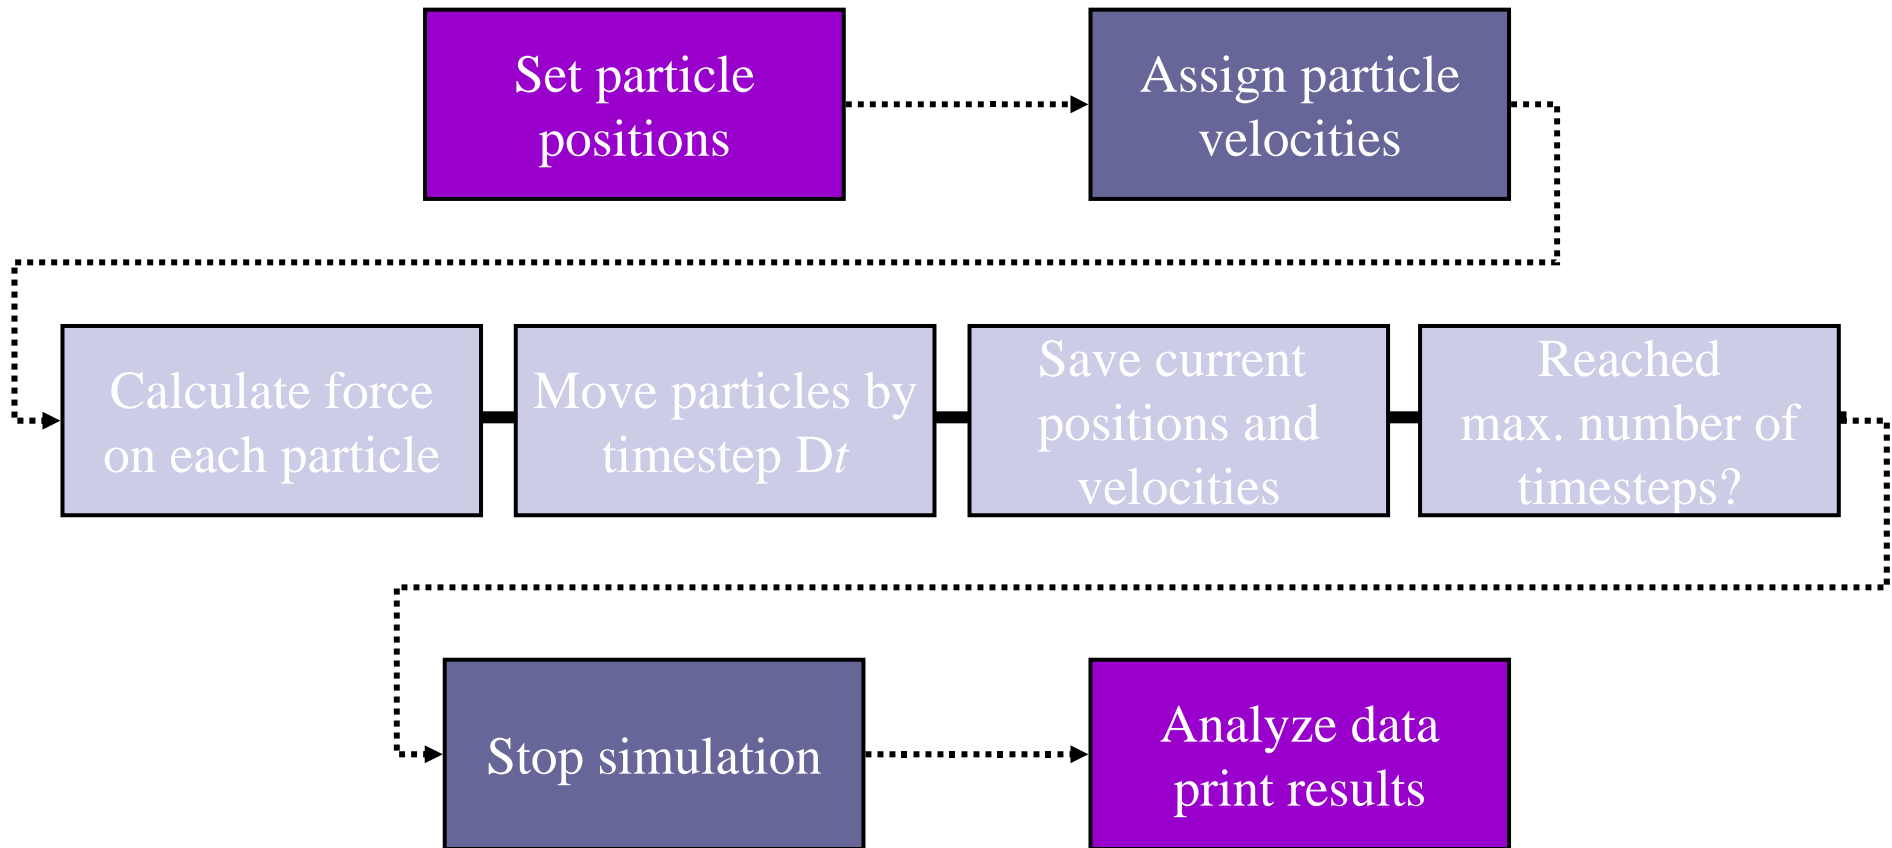 Set particle
positions
Assign particle
velocities
Calculate force
on each particle
Move particles by
timestep Dt
Save current
positions and
velocities
Reached
max. number of
timesteps?
Stop simulation
Analyze data
print results